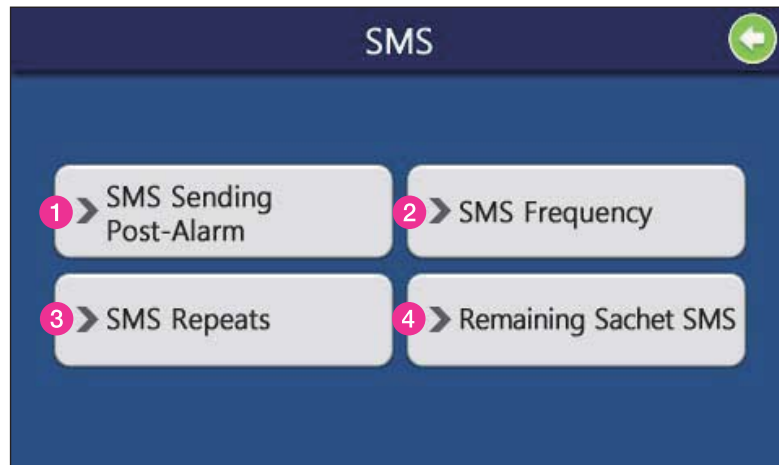 SMS
1 SMS Sending
Post-Alarm
2 SMS Frequency
3 SMS Repeats
4 Remaining Sachet SMS